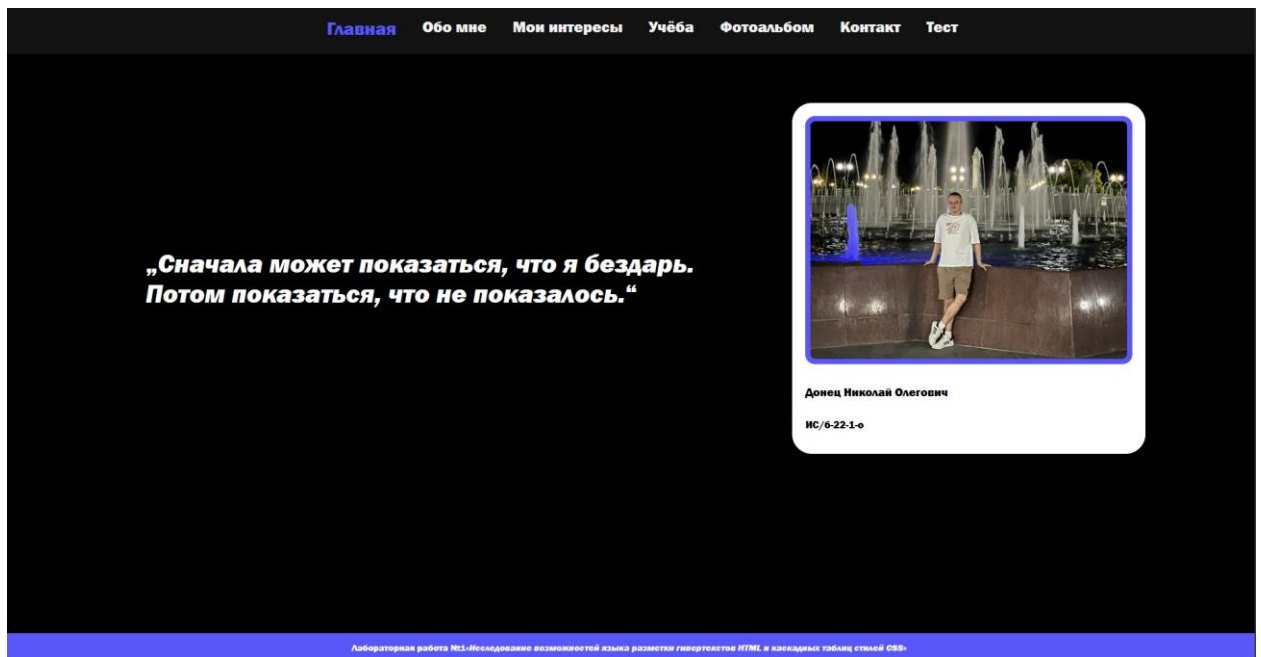 Главная Обо мне Мои интересы Учёба Фотоальбом Контакт Тест
„Сначала может показаться, что я бездарь.
Потом показаться, что не показалось.“
Донец Николай Олегович
ИС/б-22-1-о
Лабораторная работа №1«Исследование возможностей языка разметки гипертекстов HTML и каскадных таблиц стилей CSS»